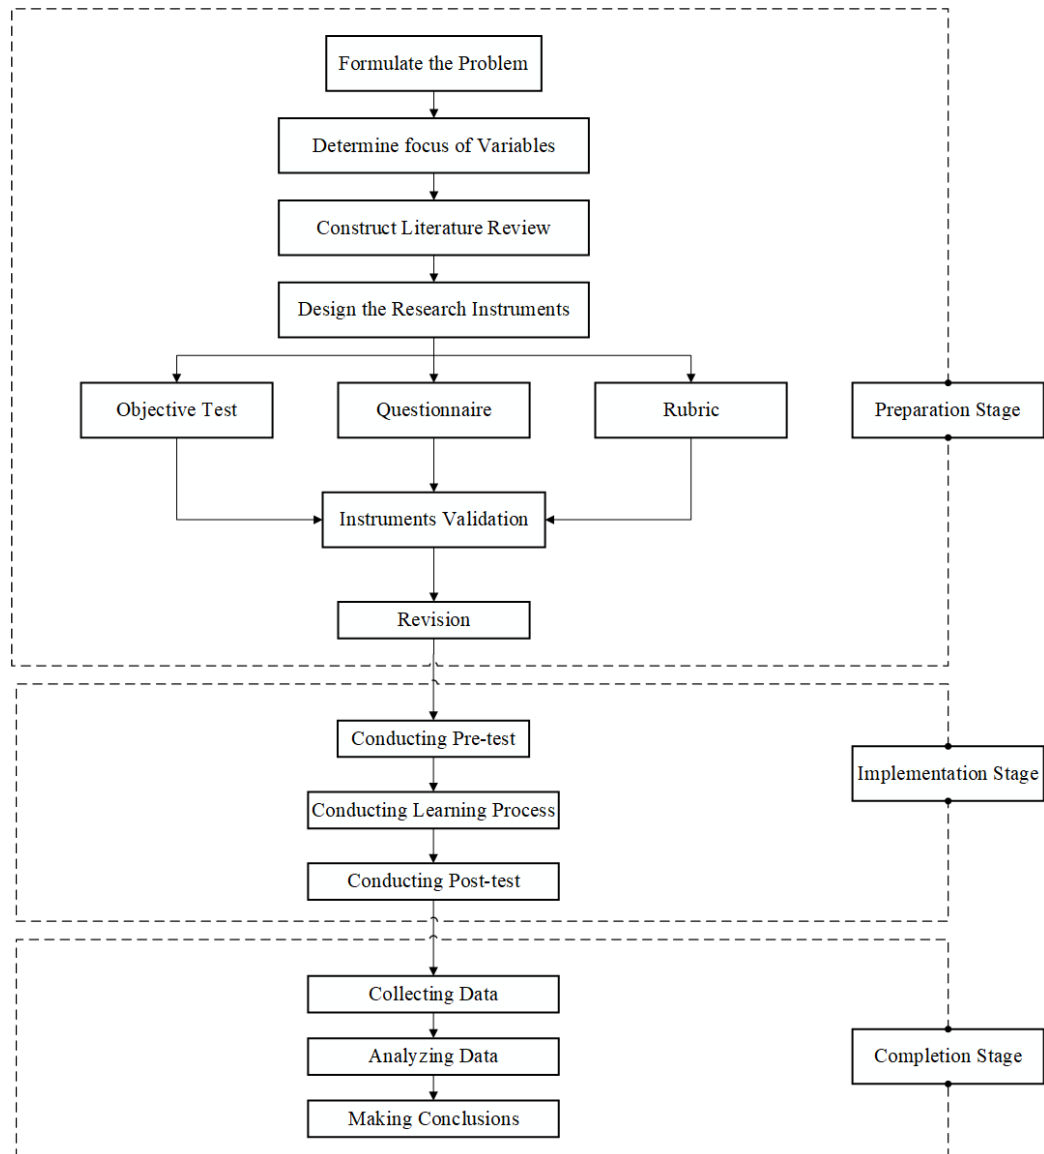 Formulate the Problem
Determine focus of Variables
Construct Literature Review
Design the Research Instruments
Objective Test
Questionnaire
Rubric
Preparation Stage
Instruments Validation
Revision
Conducting Pre-test
Implementation Stage
Conducting Learning Process
Conducting Post-test
Collecting Data
Analyzing Data
Completion Stage
Making Conclusions